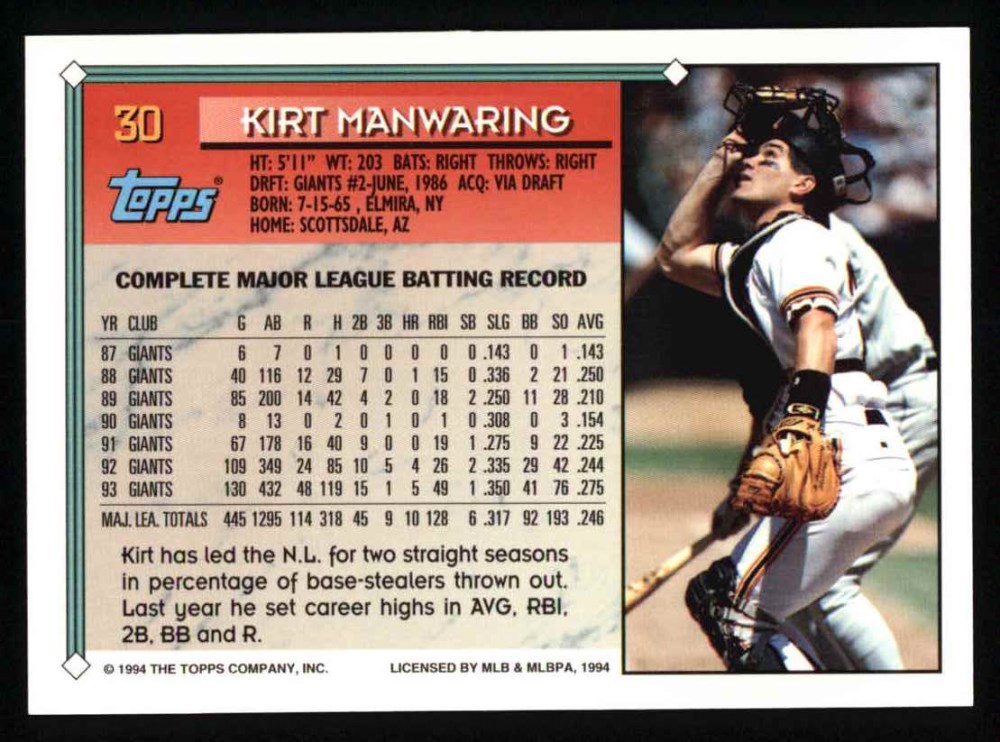 30
KIRT MANWARING
HT: 5'11" WT: 203 BATS: RIGHT THROWS: RIGHT
TOPPS®
DRFT: GIANTS #2-JUNE, 1986 ACQ: VIA DRAFT
BORN: 7-15-65 , ELMIRA, NY
HOME: SCOTTSDALE, AZ
COMPLETE MAJOR LEAGUE BATTING RECORD
YR CLUB G AB R H 2B 3B HR RBI SB SLG BB SO AVG
87 GIANTS 6 7 0 1 0 0 0 0 0 .143 0 1 .143
88 GIANTS 40 116 12 29 7 0 1 15 0 .336 2 21 .250
89 GIANTS 85 200 14 42 4 2 0 18 2 .250 11 28 .210
90 GIANTS 8 13 0 2 0 1 0 1 0 .308 0 3 .154
91 GIANTS 67 178 16 40 9 0 0 19 1 .275 9 22 .225
92 GIANTS 109 349 24 85 10 5 4 26 2 .335 29 42 .244
93 GIANTS 130 432 48 119 15 1 5 49 1 .350 41 76 .275
MAJ. LEA. TOTALS 445 1295 114 318 45 9 10 128 6 .317 92 193 .246
Kirt has led the N.L. for two straight seasons
in percentage of base-stealers thrown out.
Last year he set career highs in AVG, RBI,
2B, BB and R.
© 1994 THE TOPPS COMPANY, INC. LICENSED BY MLB & MLBPA, 1994